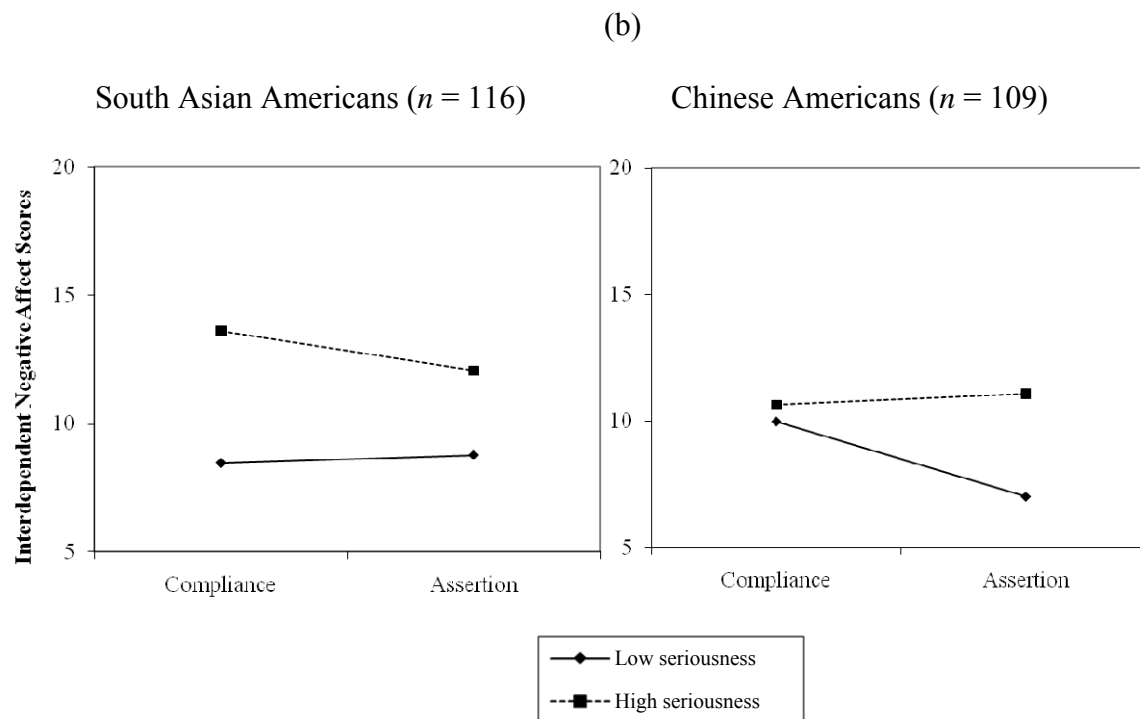 (b)
South Asian Americans (n = 116)
Chinese Americans (n = 109)
Interdependent Negative Affect Scores
20
15
10
5
Compliance
Assertion
20
15
10
5
Compliance
Assertion
Low seriousness
High seriousness